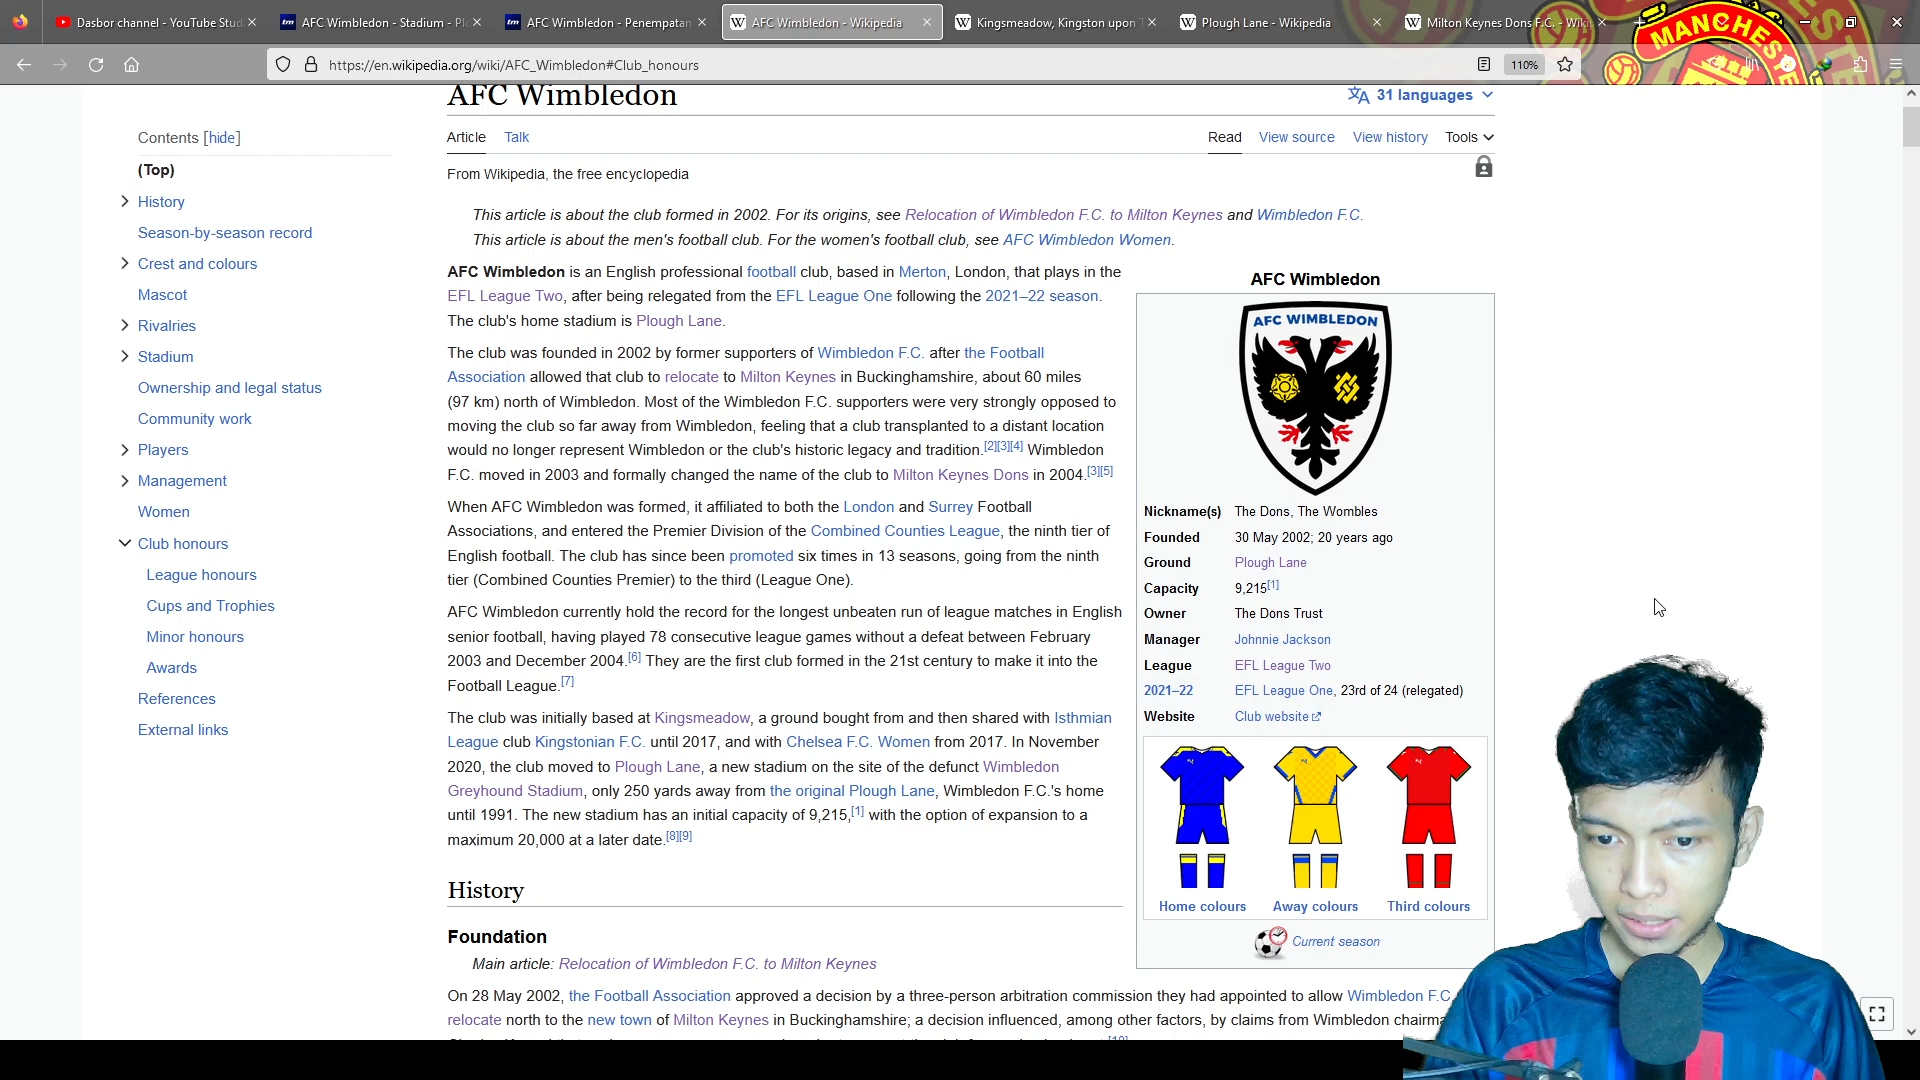 Dasbor channel - YouTube Stud
AFC Wimbledon - Stadium - Pl
AFC Wimbledon - Penempatan
AFC Wimbledon - Wikipedia
Kingsmeadow, Kingston upon T
Plough Lane - Wikipedia
Milton Keynes Dons F.C. - Wiki
MANCHES
https://en.wikipedia.org/wiki/AFC_Wimbledon#Club_honours
110%
AFC Wimbledon
31 languages
Contents [hide]
(Top)
History
Season-by-season record
Crest and colours
Mascot
Rivalries
Stadium
Ownership and legal status
Community work
Players
Management
Women
Club honours
League honours
Cups and Trophies
Minor honours
Awards
References
External links
Article Talk
Read View source View history Tools
From Wikipedia, the free encyclopedia
This article is about the club formed in 2002. For its origins, see Relocation of Wimbledon F.C. to Milton Keynes and Wimbledon F.C.
This article is about the men's football club. For the women's football club, see AFC Wimbledon Women.
AFC Wimbledon is an English professional football club, based in Merton, London, that plays in the
EFL League Two, after being relegated from the EFL League One following the 2021–22 season.
The club's home stadium is Plough Lane.
The club was founded in 2002 by former supporters of Wimbledon F.C. after the Football
Association allowed that club to relocate to Milton Keynes in Buckinghamshire, about 60 miles
(97 km) north of Wimbledon. Most of the Wimbledon F.C. supporters were very strongly opposed to
moving the club so far away from Wimbledon, feeling that a club transplanted to a distant location
would no longer represent Wimbledon or the club's historic legacy and tradition.[2][3][4] Wimbledon
F.C. moved in 2003 and formally changed the name of the club to Milton Keynes Dons in 2004.[3][5]
When AFC Wimbledon was formed, it affiliated to both the London and Surrey Football
Associations, and entered the Premier Division of the Combined Counties League, the ninth tier of
English football. The club has since been promoted six times in 13 seasons, going from the ninth
tier (Combined Counties Premier) to the third (League One).
AFC Wimbledon currently hold the record for the longest unbeaten run of league matches in English
senior football, having played 78 consecutive league games without a defeat between February
2003 and December 2004.[6] They are the first club formed in the 21st century to make it into the
Football League.[7]
The club was initially based at Kingsmeadow, a ground bought from and then shared with Isthmian
League club Kingstonian F.C. until 2017, and with Chelsea F.C. Women from 2017. In November
2020, the club moved to Plough Lane, a new stadium on the site of the defunct Wimbledon
Greyhound Stadium, only 250 yards away from the original Plough Lane, Wimbledon F.C.'s home
until 1991. The new stadium has an initial capacity of 9,215,[1] with the option of expansion to a
maximum 20,000 at a later date.[8][9]
History
Foundation
Main article: Relocation of Wimbledon F.C. to Milton Keynes
On 28 May 2002, the Football Association approved a decision by a three-person arbitration commission they had appointed to allow Wimbledon F.C.
relocate north to the new town of Milton Keynes in Buckinghamshire; a decision influenced, among other factors, by claims from Wimbledon chairma
AFC Wimbledon
AFC WIMBLEDON
Nickname(s) The Dons, The Wombles
Founded 30 May 2002; 20 years ago
Ground Plough Lane
Capacity 9,215[1]
Owner The Dons Trust
Manager Johnnie Jackson
League EFL League Two
2021–22 EFL League One, 23rd of 24 (relegated)
Website Club website
Home colours Away colours Third colours
Current season